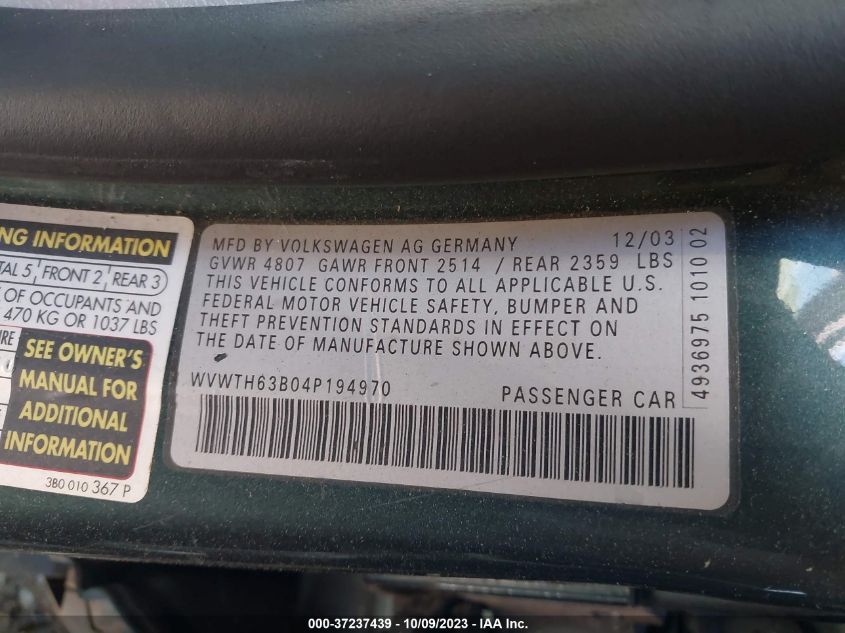 NG INFORMATION
TAL 5, FRONT 2, REAR 3
OF OCCUPANTS AND
470 KG OR 1037 LBS
RE
SEE OWNER'S
MANUAL FOR
ADDITIONAL
INFORMATION
3B0 010 367 P
MFD BY VOLKSWAGEN AG GERMANY 12/03
GVWR 4807 GAWR FRONT 2514 / REAR 2359 LBS
THIS VEHICLE CONFORMS TO ALL APPLICABLE U.S.
FEDERAL MOTOR VEHICLE SAFETY, BUMPER AND
THEFT PREVENTION STANDARDS IN EFFECT ON
THE DATE OF MANUFACTURE SHOWN ABOVE.
WVWTH63B04P194970 PASSENGER CAR
4936975 1010 02
000-37237439 - 10/09/2023 - IAA Inc.